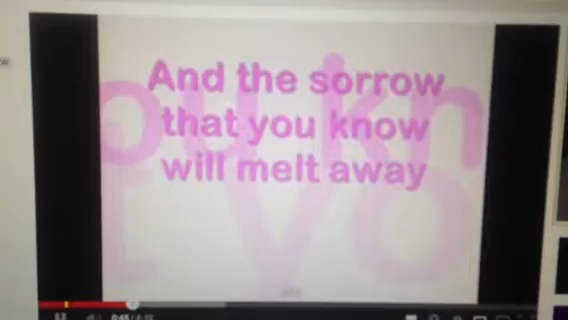 And the sorrow
that you know
will melt away